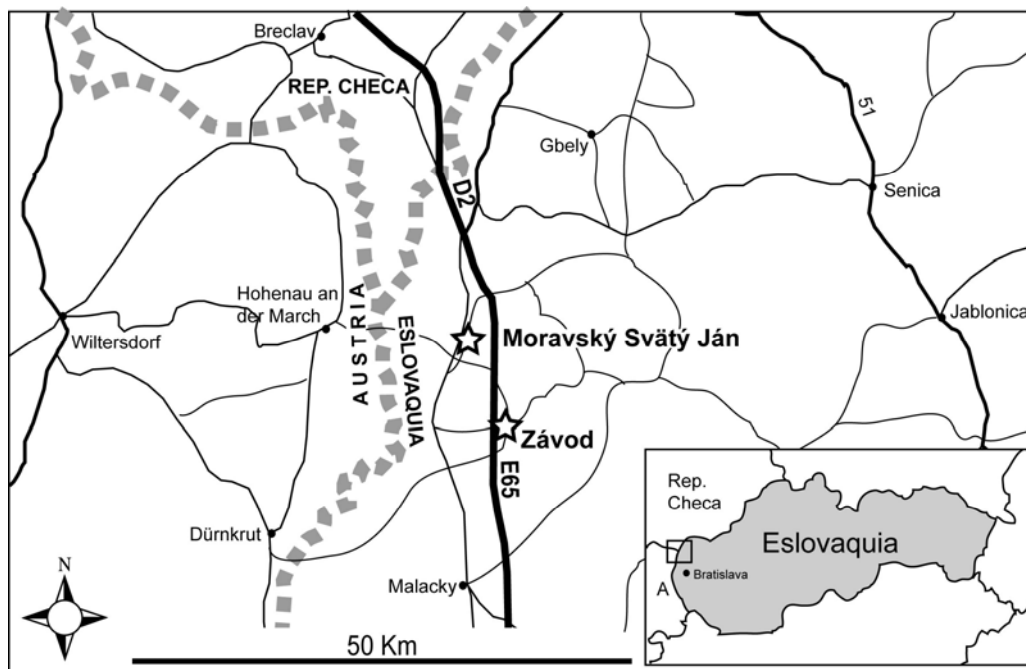 Breclav
REP. CHECA
51
Gbely
Senica
D2
Hohenau an
der March
AUSTRIA
ESLOVAQUIA
Wiltersdorf
Jablonica
Moravský Svätý Ján
Závod
E65
Rep.
Checa
Eslovaquia
Bratislava
A
Dürnkrut
Malacky
N
50 Km